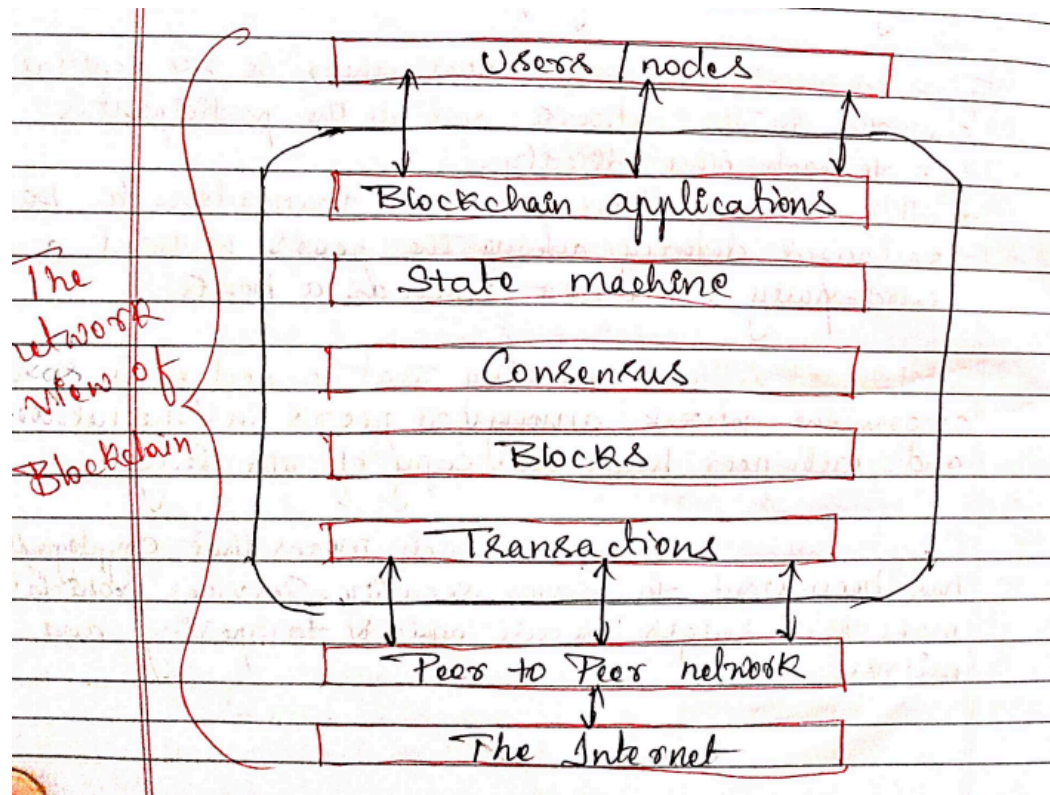 Users / nodes
Blockchain applications
State machine
Consensus
Blocks
Transactions
Peer to Peer network
The Internet
The
network
view of
Blockchain